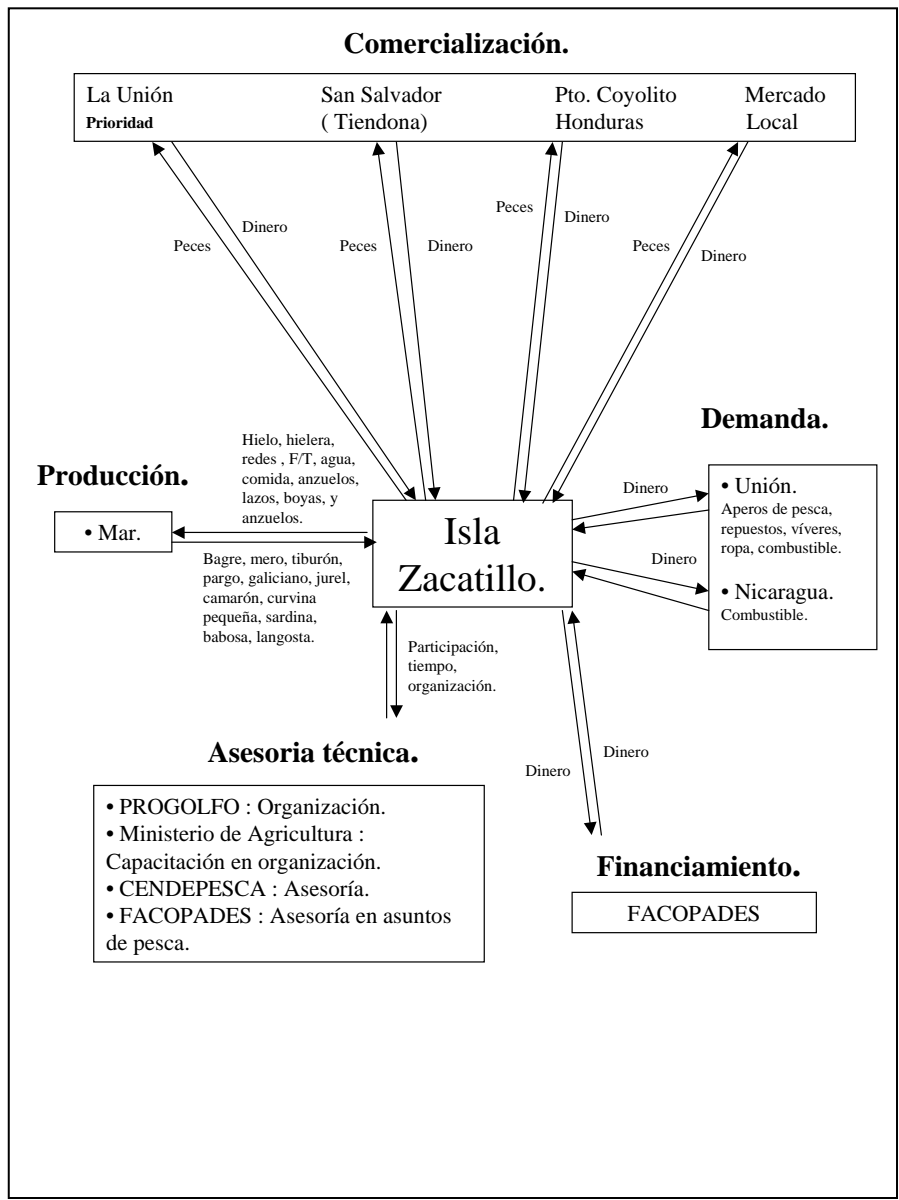 Comercialización.
La Unión
Prioridad
San Salvador
( Tiendona)
Pto. Coyolito
Honduras
Mercado
Local
Peces
Dinero
Peces
Dinero
Peces
Dinero
Peces
Dinero
Demanda.
Producción.
Hielo, hielera,
redes , F/T, agua,
comida, anzuelos,
lazos, boyas, y
anzuelos.
• Mar.
Bagre, mero, tiburón,
pargo, galiciano, jurel,
camarón, curvina
pequeña, sardina,
babosa, langosta.
Isla
Zacatillo.
Dinero
Dinero
• Unión.
Aperos de pesca,
repuestos, víveres,
ropa, combustible.
• Nicaragua.
Combustible.
Participación,
tiempo,
organización.
Asesoria técnica.
• PROGOLFO : Organización.
• Ministerio de Agricultura :
Capacitación en organización.
• CENDEPESCA : Asesoría.
• FACOPADES : Asesoría en asuntos
de pesca.
Dinero
Dinero
Financiamiento.
FACOPADES